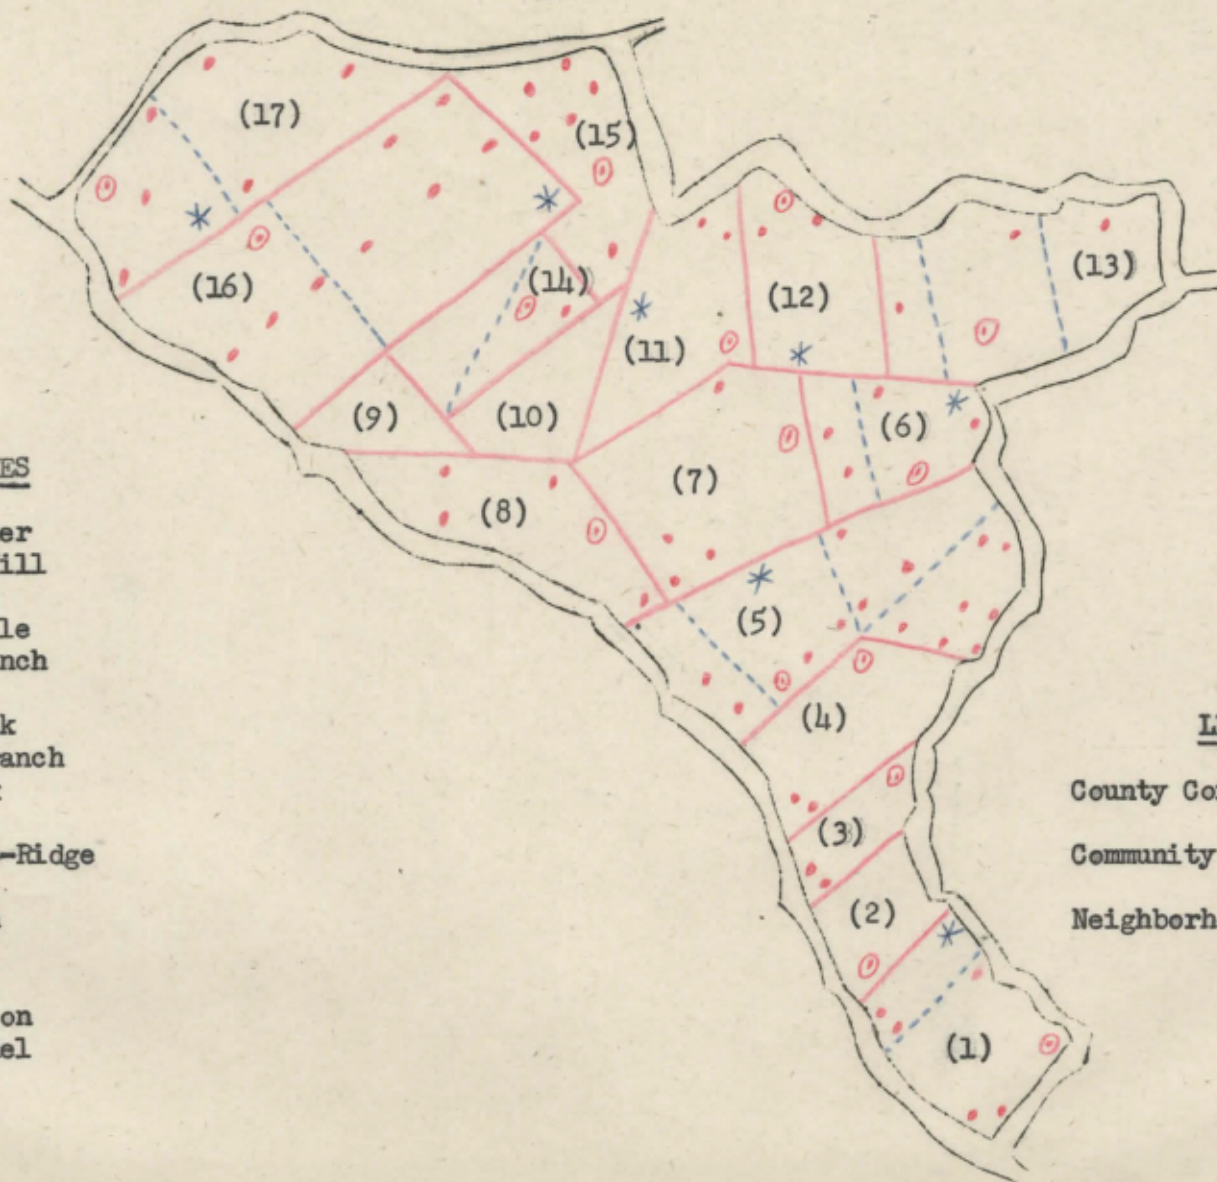 (17)
(15)
(16)
(14)
(13)
(12)
(11)
(9)
(10)
(6)
(7)
(8)
(5)
(4)
(3)
(2)
(1)
ES
er
ill
le
nch
k
ranch
-Ridge
on
el
County Co
Community
Neighborh